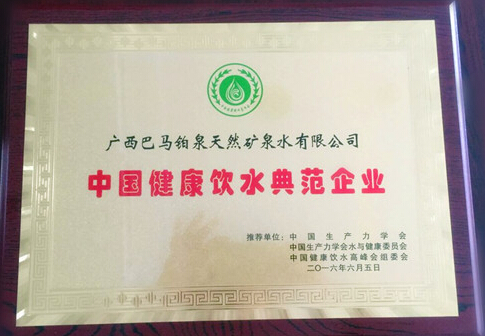 广西巴马铂泉天然矿泉水有限公司
中国健康饮水典范企业
推荐单位：中国生产力学会
中国生产力学会水与健康委员会
中国健康饮水高峰会组委会
二〇一六年六月五日